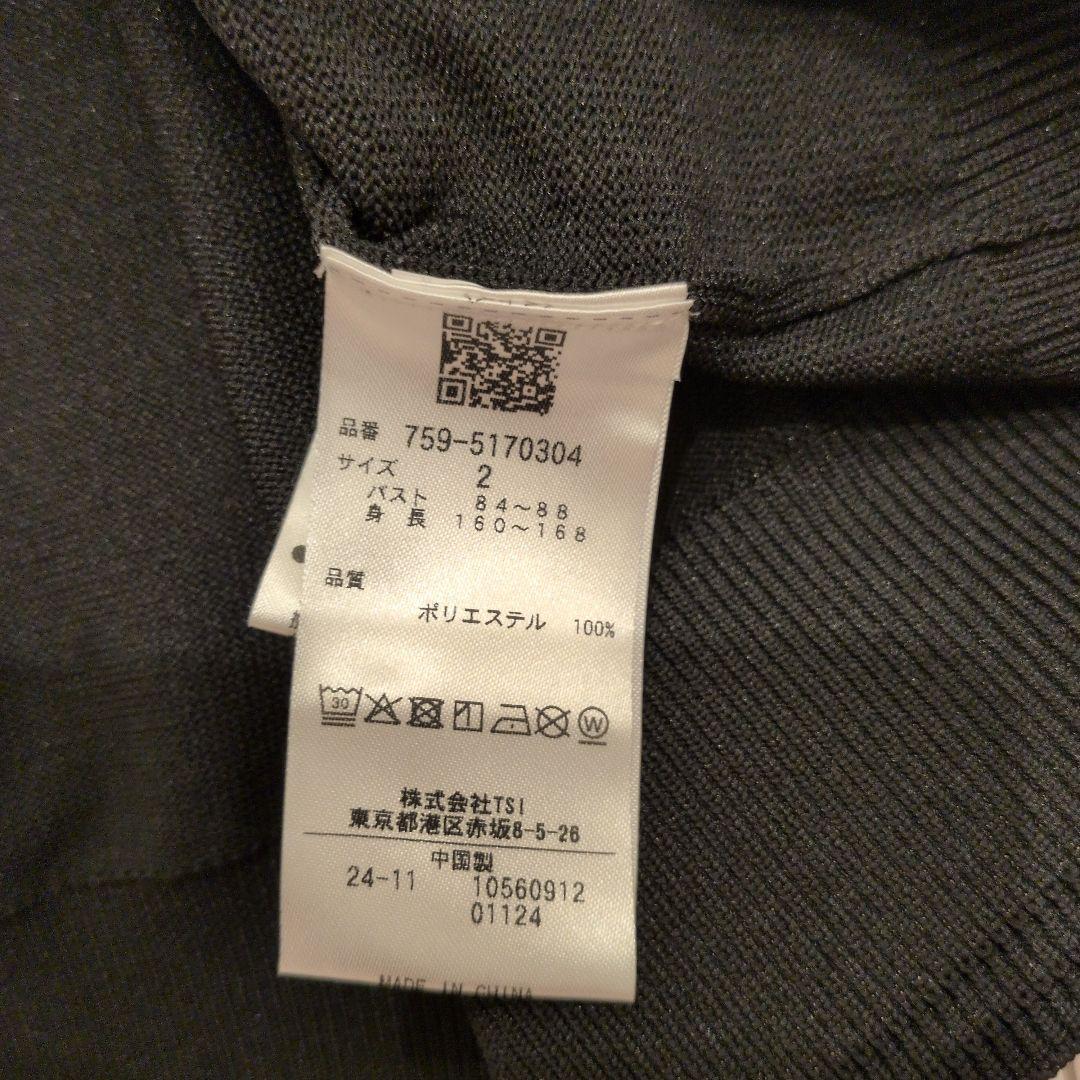 品番 759-5170304
サイズ 2
バスト 84～88
身長 160～168
品質
ポリエステル 100%
30
W
株式会社TSI
東京都港区赤坂8-5-26
中国製
24-11 10560912
01124
MADE IN CHINA